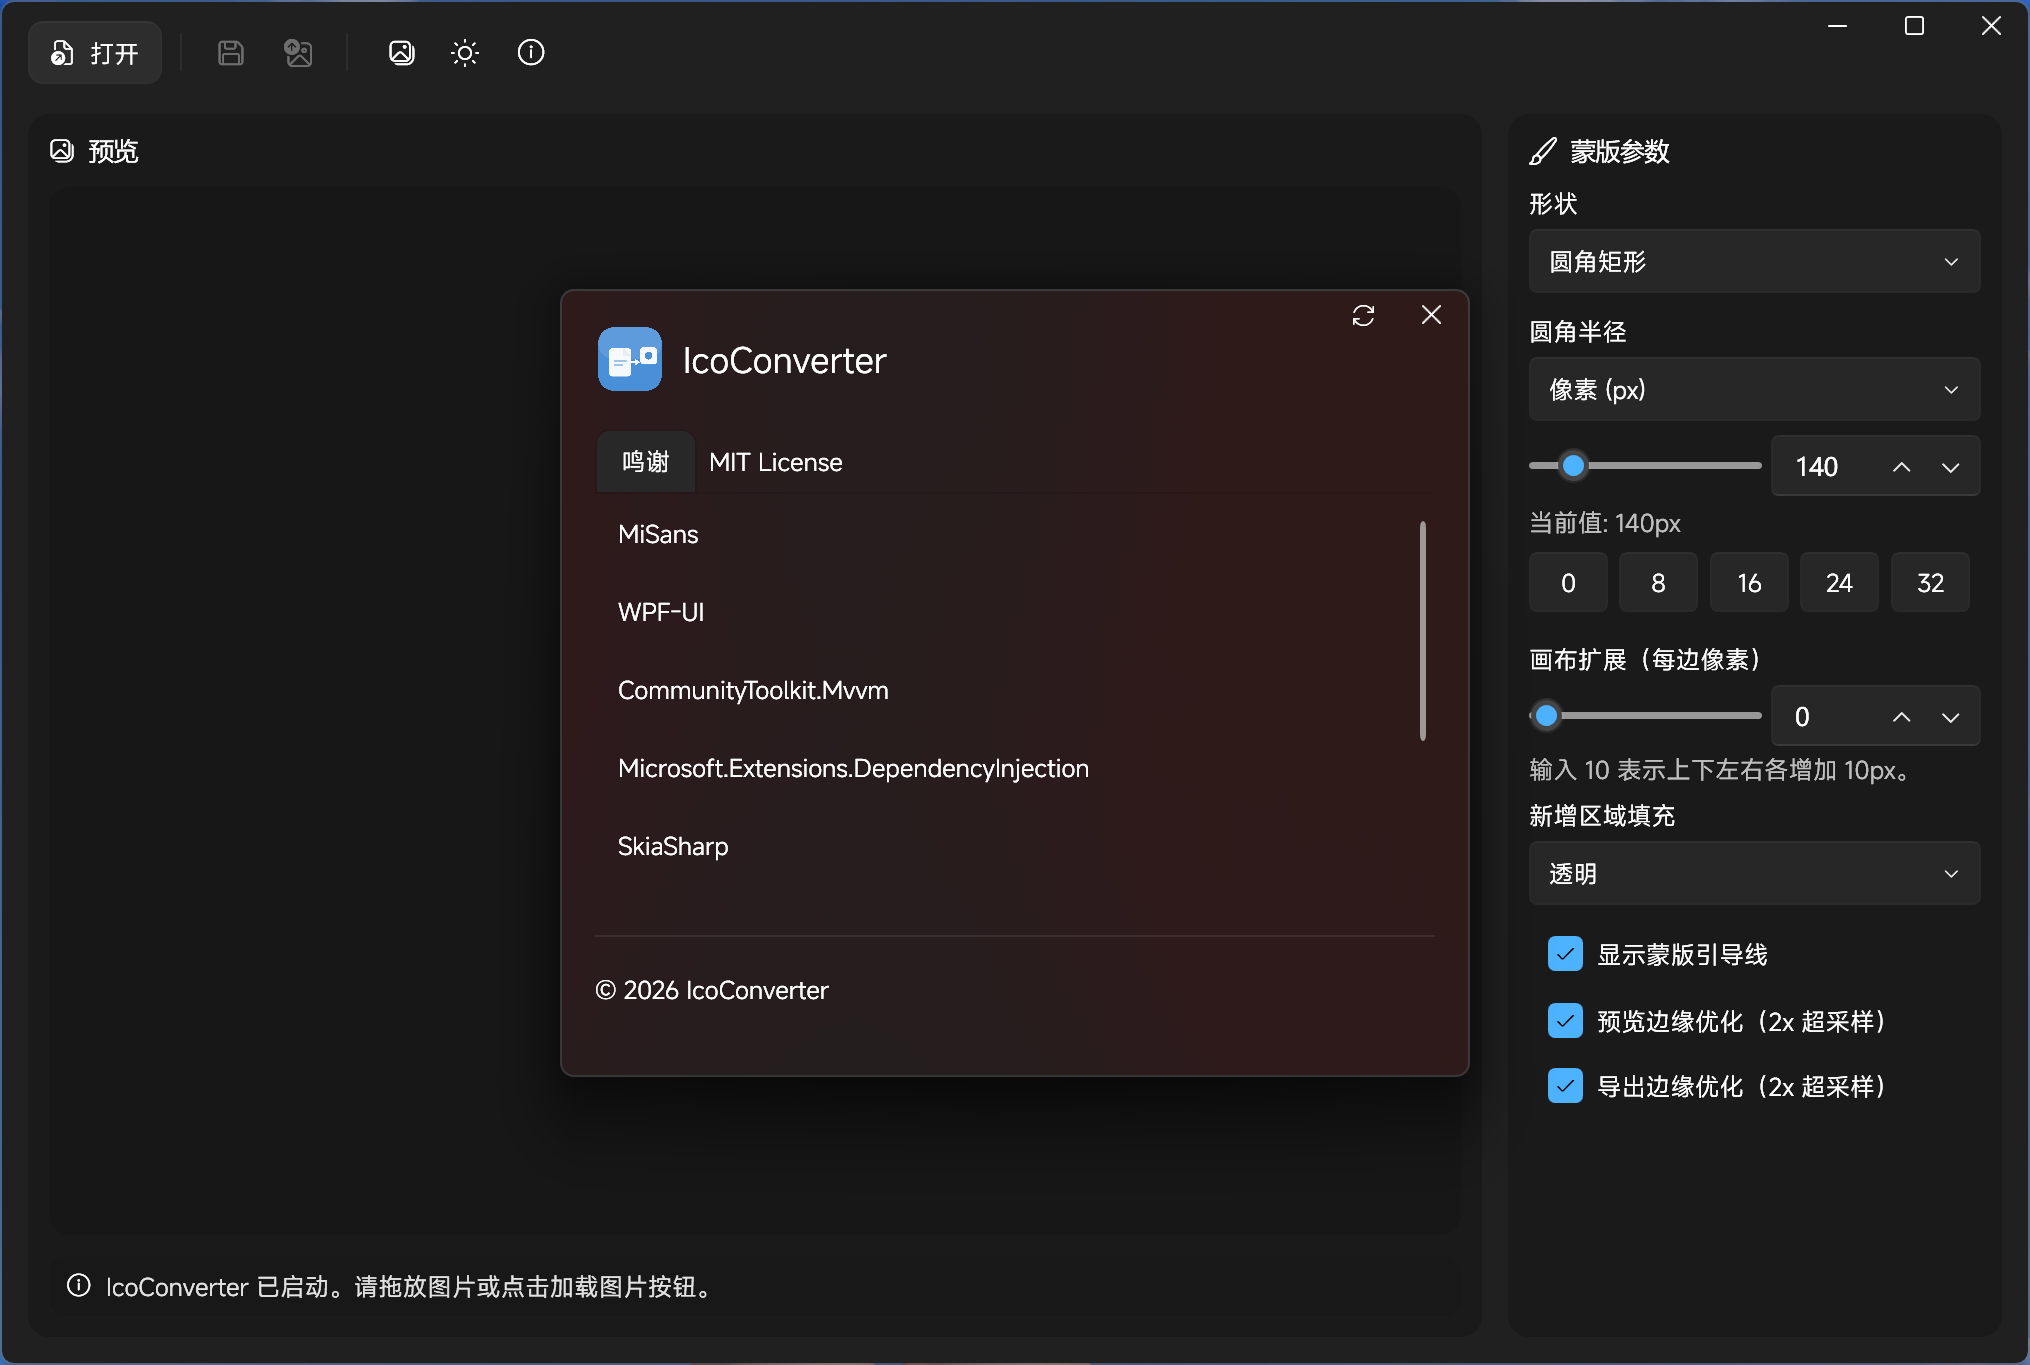 打开
预览
IcoConverter
鸣谢
MIT License
MiSans
WPF-UI
CommunityToolkit.Mvvm
Microsoft.Extensions.DependencyInjection
SkiaSharp
© 2026 IcoConverter
IcoConverter 已启动。请拖放图片或点击加载图片按钮。
蒙版参数
形状
圆角矩形
圆角半径
像素 (px)
140
当前值: 140px
0 8 16 24 32
画布扩展（每边像素）
0
输入 10 表示上下左右各增加 10px。
新增区域填充
透明
显示蒙版引导线
预览边缘优化（2x 超采样）
导出边缘优化（2x 超采样）